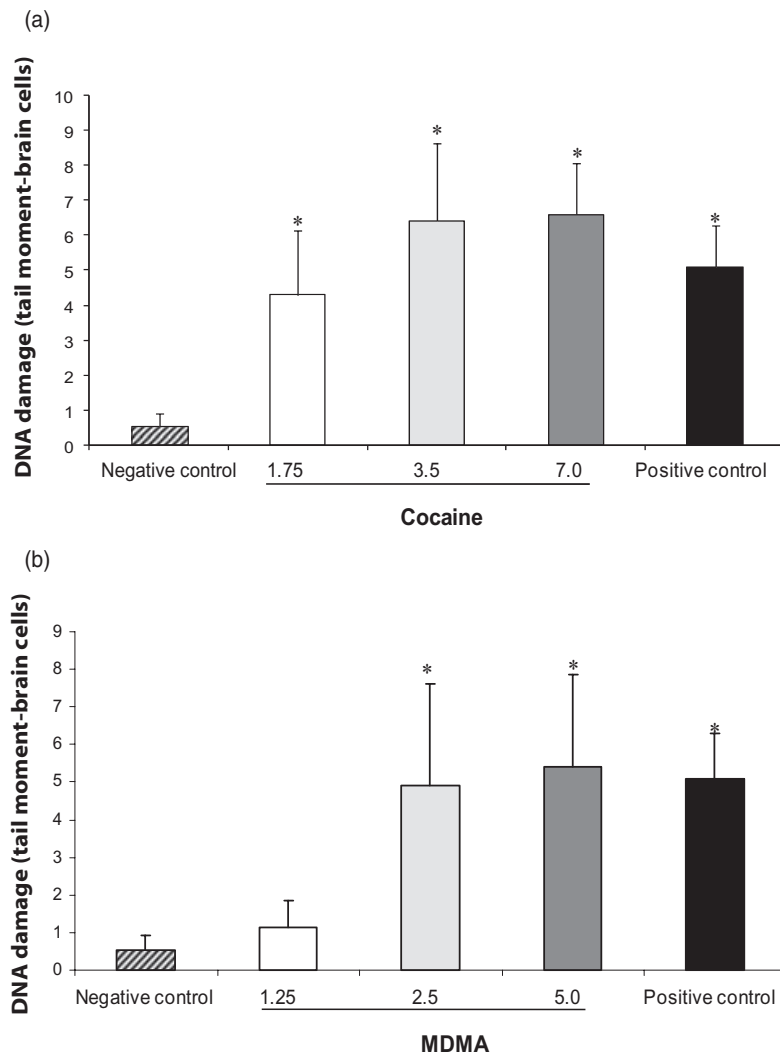 (a)
DNA damage (tail moment-brain cells)
10
9
8
7
6
5
4
3
2
1
0
* * * *
Negative control 1.75 3.5 7.0 Positive control
Cocaine
(b)
DNA damage (tail moment-brain cells)
9
8
7
6
5
4
3
2
1
0
* * *
Negative control 1.25 2.5 5.0 Positive control
MDMA